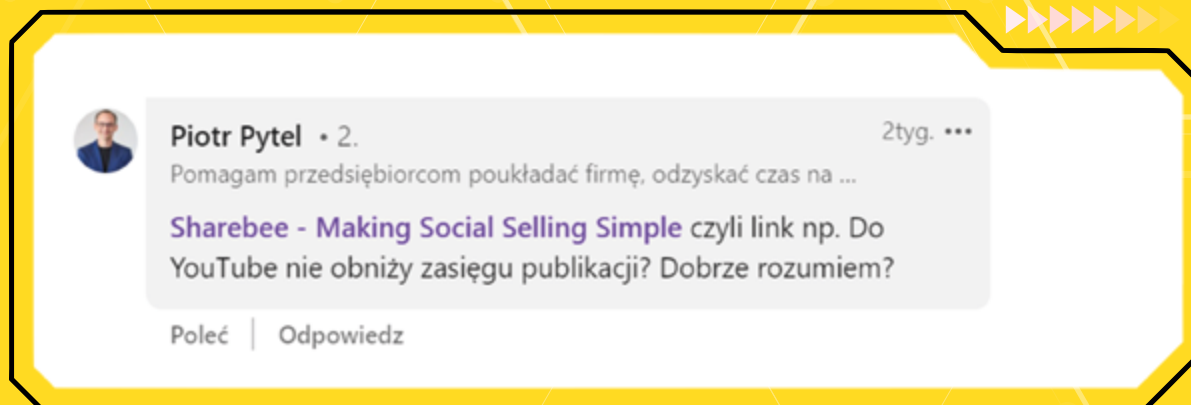 Piotr Pytel • 2.
2tyg. •••
Pomagam przedsiębiorcom poukładać firmę, odzyskać czas na ...
Sharebee - Making Social Selling Simple czyli link np. Do
YouTube nie obniży zasięgu publikacji? Dobrze rozumiem?
Poleć | Odpowiedz